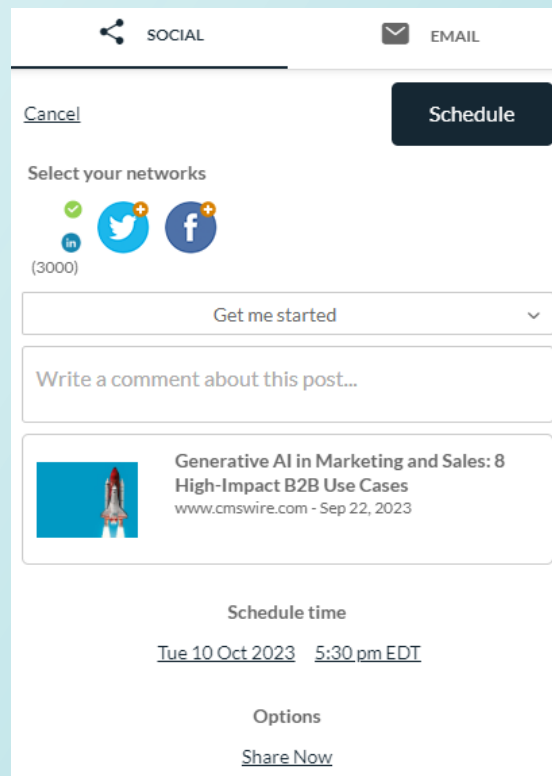 SOCIAL
EMAIL
Cancel
Schedule
Select your networks
in
f
(3000)
Get me started
Write a comment about this post...
Generative AI in Marketing and Sales: 8
High-Impact B2B Use Cases
www.cmswire.com - Sep 22, 2023
Schedule time
Tue 10 Oct 2023 5:30 pm EDT
Options
Share Now